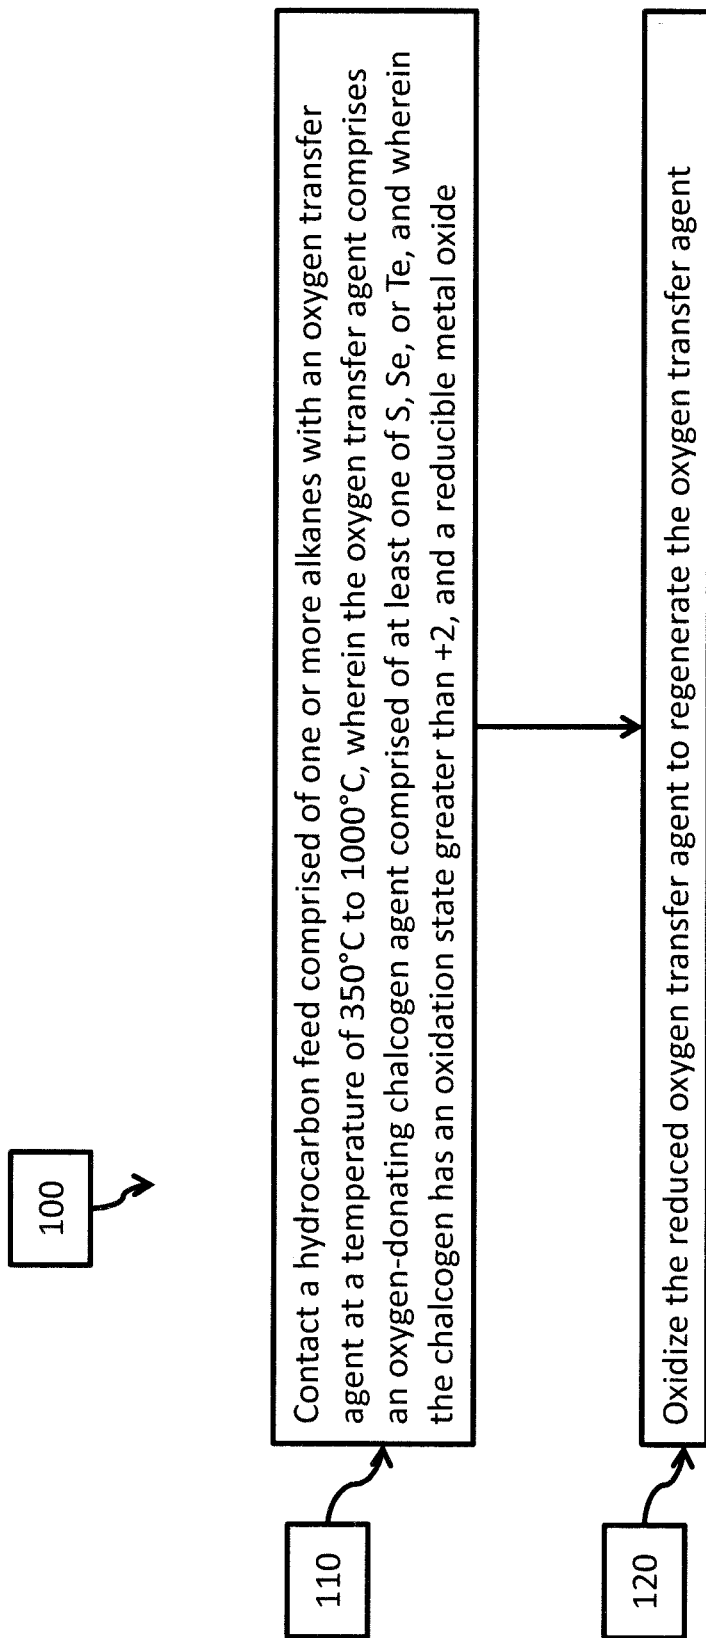 100
110
Contact a hydrocarbon feed comprised of one or more alkanes with an oxygen transfer
agent at a temperature of 350°C to 1000°C, wherein the oxygen transfer agent comprises
an oxygen-donating chalcogen agent comprised of at least one of S, Se, or Te, and wherein
the chalcogen has an oxidation state greater than +2, and a reducible metal oxide
120
Oxidize the reduced oxygen transfer agent to regenerate the oxygen transfer agent